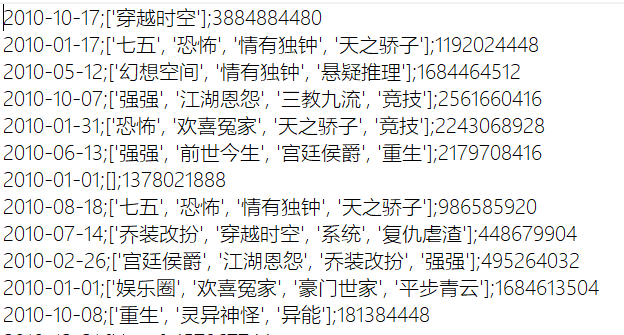 2010-10-17;['穿越时空'];3884884480
2010-01-17;['七五', '恐怖', '情有独钟', '天之骄子'];1192024448
2010-05-12;['幻想空间', '情有独钟', '悬疑推理'];1684464512
2010-10-07;['强强', '江湖恩怨', '三教九流', '竞技'];2561660416
2010-01-31;['恐怖', '欢喜冤家', '天之骄子', '竞技'];2243068928
2010-06-13;['强强', '前世今生', '宫廷侯爵', '重生'];2179708416
2010-01-01;[];1378021888
2010-08-18;['七五', '恐怖', '情有独钟', '天之骄子'];986585920
2010-07-14;['乔装改扮', '穿越时空', '系统', '复仇虐渣'];448679904
2010-02-26;['宫廷侯爵', '江湖恩怨', '乔装改扮', '强强'];495264032
2010-01-01;['娱乐圈', '欢喜冤家', '豪门世家', '平步青云'];1684613504
2010-10-08;['重生', '灵异神怪', '异能'];181384448